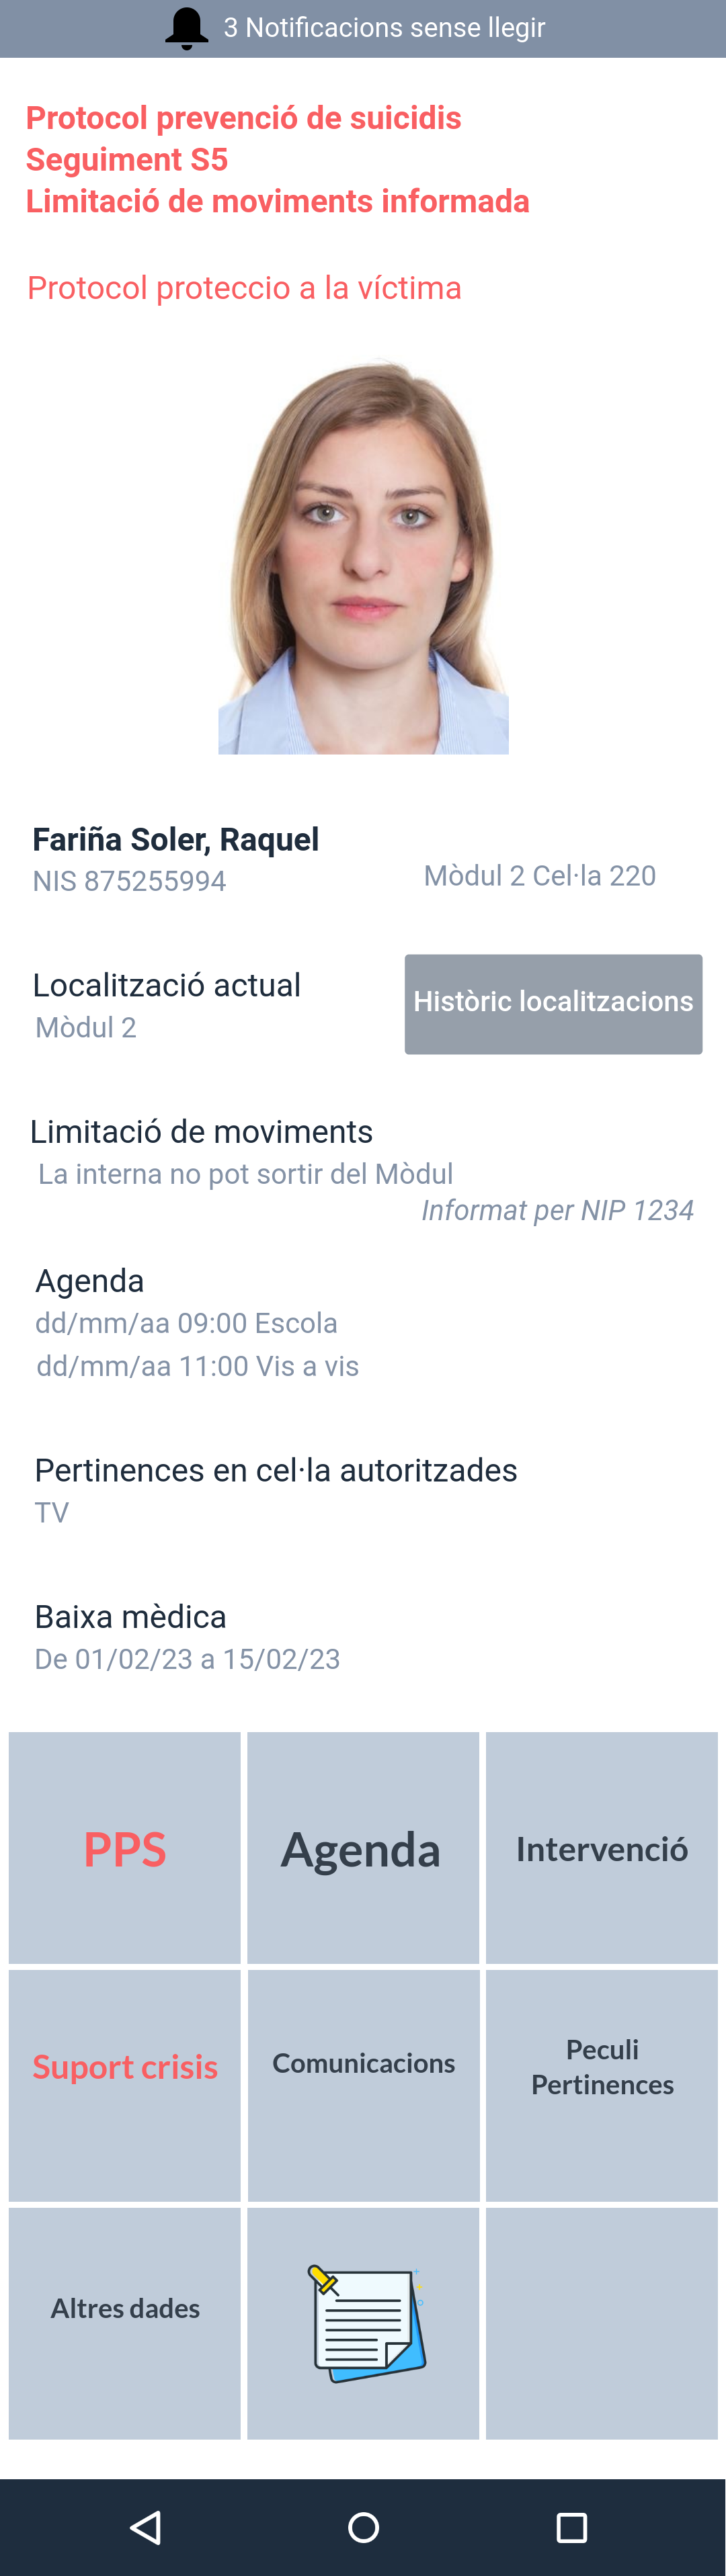 3 Notificacions sense llegir
Protocol prevenció de suicidis
Seguiment S5
Limitació de moviments informada
Protocol proteccio a la víctima
Fariña Soler, Raquel
NIS 875255994
Mòdul 2 Cel·la 220
Localització actual
Mòdul 2
Històric localitzacions
Limitació de moviments
La interna no pot sortir del Mòdul
Informat per NIP 1234
Agenda
dd/mm/aa 09:00 Escola
dd/mm/aa 11:00 Vis a vis
Pertinences en cel·la autoritzades
TV
Baixa mèdica
De 01/02/23 a 15/02/23
PPS
Agenda
Intervenció
Suport crisis
Comunicacions
Peculi
Pertinences
Altres dades